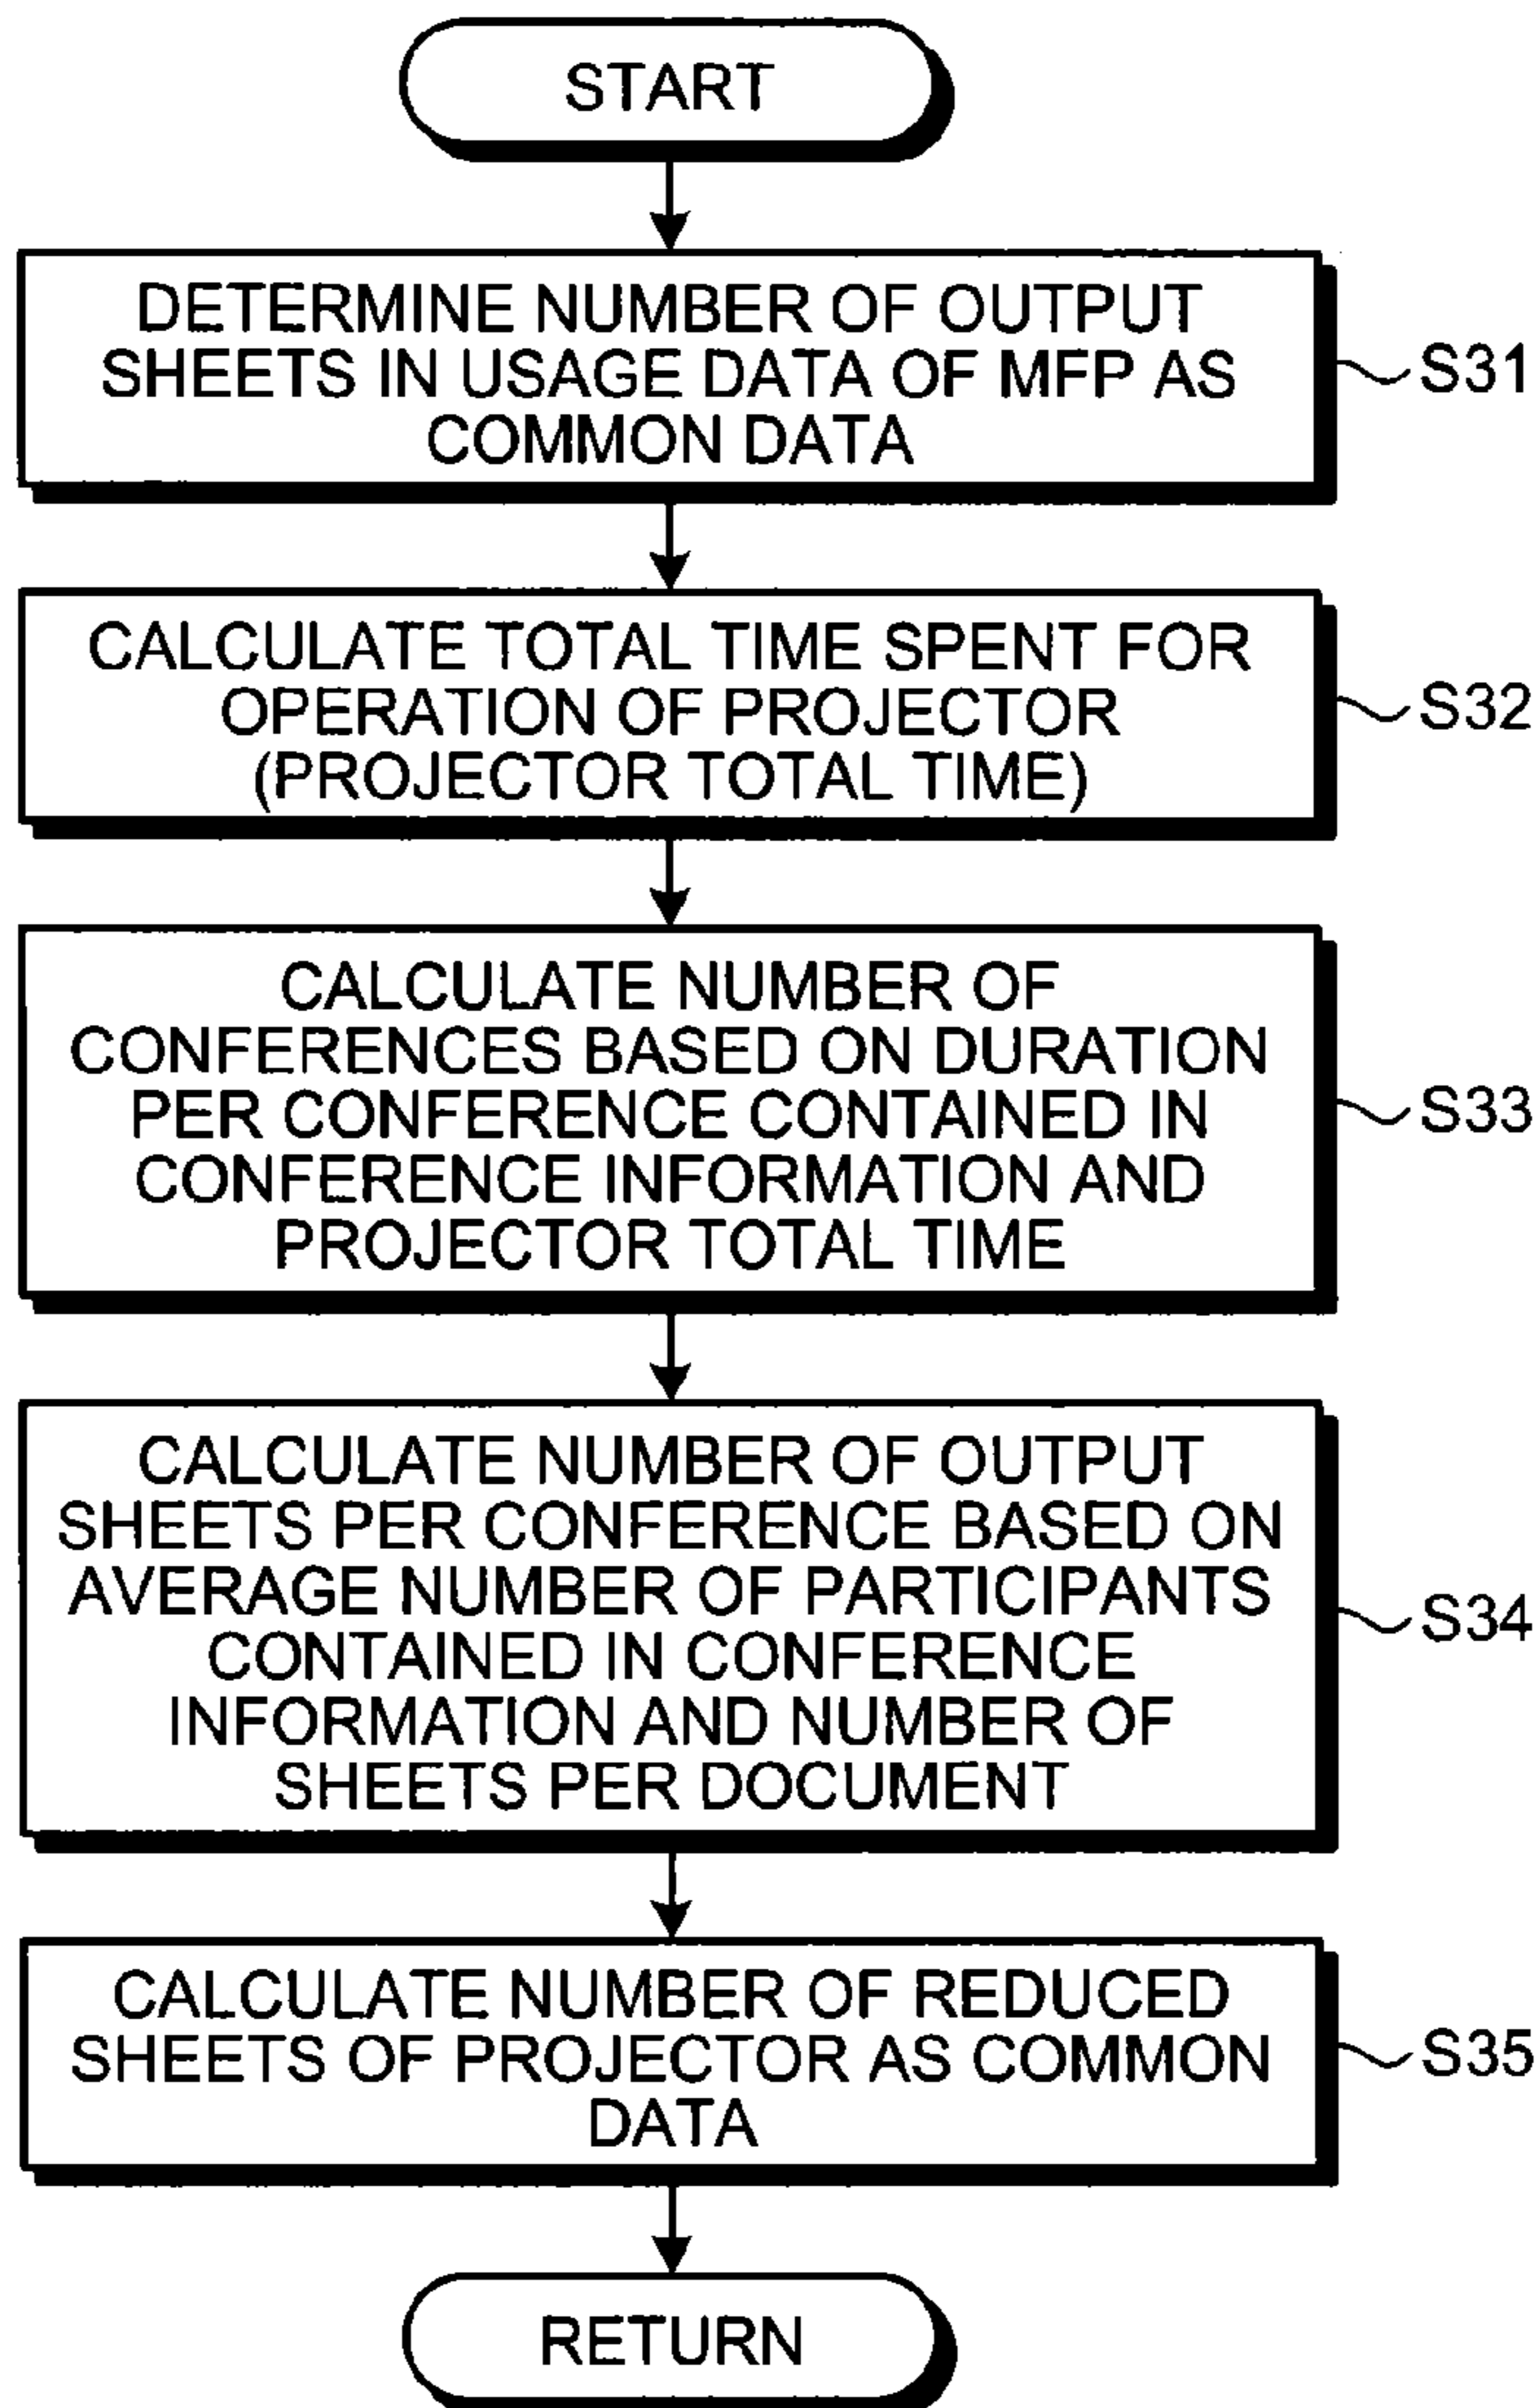 START
DETERMINE NUMBER OF OUTPUT
SHEETS IN USAGE DATA OF MFP AS
COMMON DATA
S31
CALCULATE TOTAL TIME SPENT FOR
OPERATION OF PROJECTOR
(PROJECTOR TOTAL TIME)
S32
CALCULATE NUMBER OF
CONFERENCES BASED ON DURATION
PER CONFERENCE CONTAINED IN
CONFERENCE INFORMATION AND
PROJECTOR TOTAL TIME
S33
CALCULATE NUMBER OF OUTPUT
SHEETS PER CONFERENCE BASED ON
AVERAGE NUMBER OF PARTICIPANTS
CONTAINED IN CONFERENCE
INFORMATION AND NUMBER OF
SHEETS PER DOCUMENT
S34
CALCULATE NUMBER OF REDUCED
SHEETS OF PROJECTOR AS COMMON
DATA
S35
RETURN